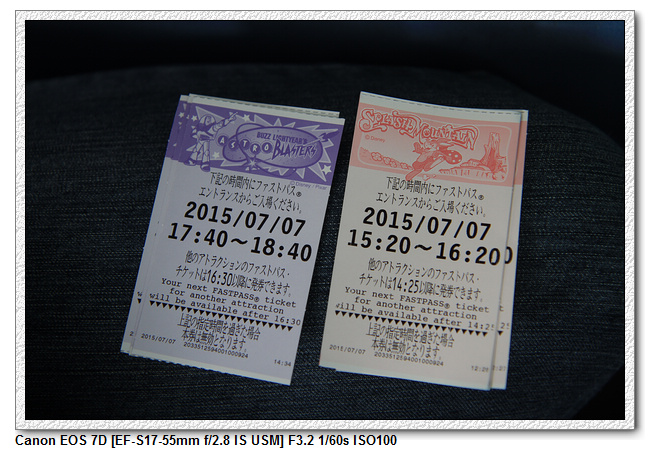 BUZZ LIGHTYEAR'S
ASTRO BLASTERS
© Disney / Pixar
下記の時間内にファストパス®
エントランスからご入場ください。
2015/07/07
17:40～18:40
他のアトラクションのファストパス・
チケットは16:30以降に発券できます。
Your next FASTPASS® ticket
for another attraction
will be available after 16:30
上記の指定時間を過ぎた場合
本券は無効となります。
2015/07/07
2033512594001000924
14:34
SPLASH MOUNTAIN
© Disney
下記の時間内にファストパス®
エントランスからご入場ください。
2015/07/07
15:20～16:20
他のアトラクションのファストパス・
チケットは14:25以降に発券できます。
Your next FASTPASS® ticket
for another attraction
will be available after 14:25
上記の指定時間を過ぎた場合
本券は無効となります。
2015/07/07
2033512594001000924
12:25
Canon EOS 7D [EF-S17-55mm f/2.8 IS USM] F3.2 1/60s ISO100